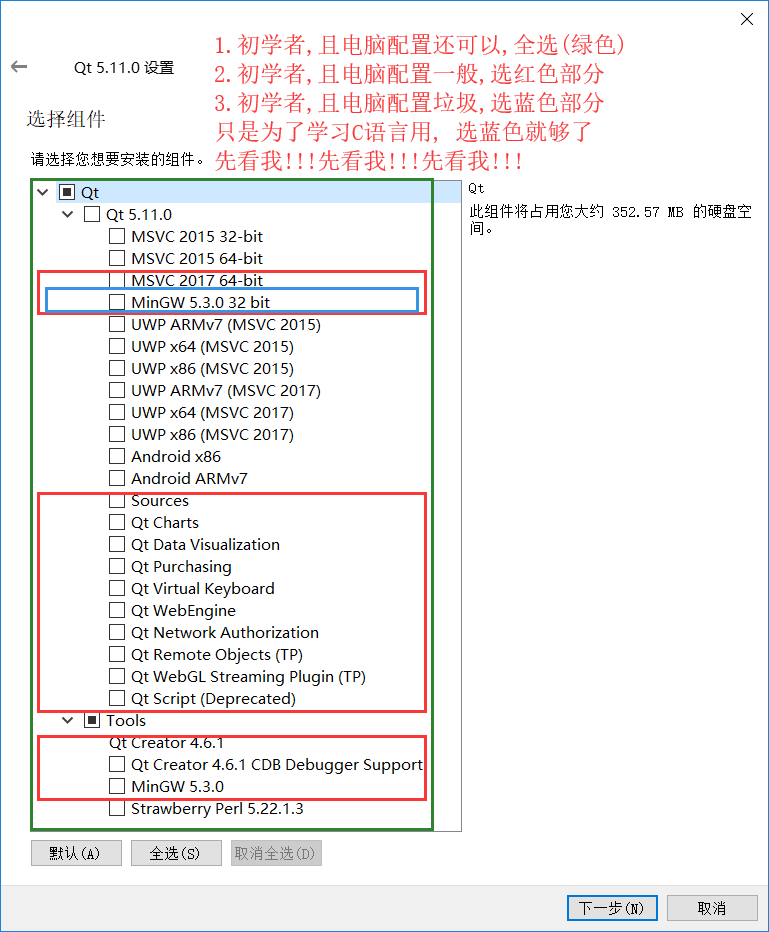 Qt 5.11.0 设置
1.初学者,且电脑配置还可以,全选(绿色)
2.初学者,且电脑配置一般,选红色部分
3.初学者,且电脑配置垃圾,选蓝色部分
只是为了学习C语言用, 选蓝色就够了
先看我!!!先看我!!!先看我!!!
选择组件
请选择您想要安装的组件。
Qt
Qt 5.11.0
MSVC 2015 32-bit
MSVC 2015 64-bit
MSVC 2017 64-bit
MinGW 5.3.0 32 bit
UWP ARMv7 (MSVC 2015)
UWP x64 (MSVC 2015)
UWP x86 (MSVC 2015)
UWP ARMv7 (MSVC 2017)
UWP x64 (MSVC 2017)
UWP x86 (MSVC 2017)
Android x86
Android ARMv7
Sources
Qt Charts
Qt Data Visualization
Qt Purchasing
Qt Virtual Keyboard
Qt WebEngine
Qt Network Authorization
Qt Remote Objects (TP)
Qt WebGL Streaming Plugin (TP)
Qt Script (Deprecated)
Tools
Qt Creator 4.6.1
Qt Creator 4.6.1 CDB Debugger Support
MinGW 5.3.0
Strawberry Perl 5.22.1.3
Qt
此组件将占用您大约 352.57 MB 的硬盘空
间。
默认(A)
全选(S)
取消全选(D)
下一步(N)
取消